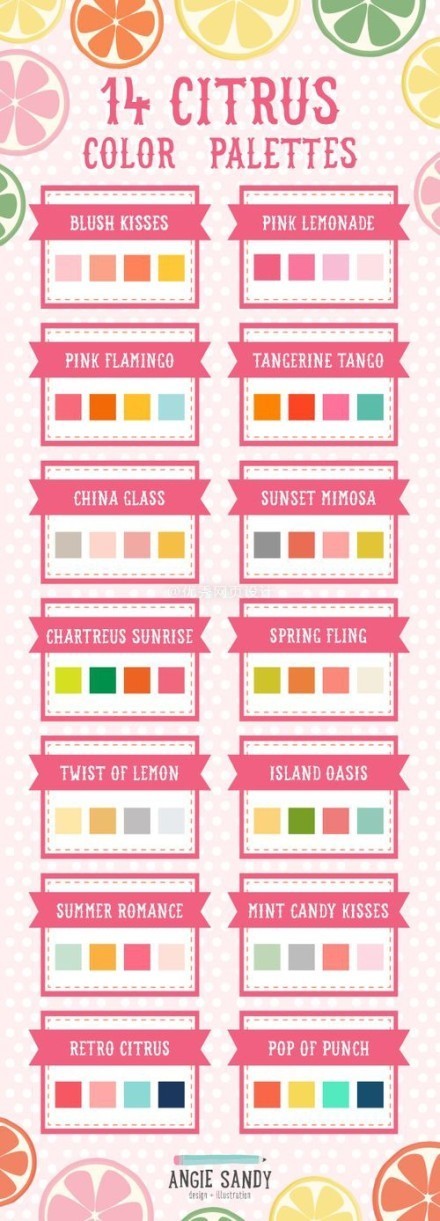 14 CITRUS
COLOR PALETTES
BLUSH KISSES
PINK LEMONADE
PINK FLAMINGO
TANGERINE TANGO
CHINA GLASS
SUNSET MIMOSA
CHARTREUS SUNRISE
SPRING FLING
TWIST OF LEMON
ISLAND OASIS
SUMMER ROMANCE
MINT CANDY KISSES
RETRO CITRUS
POP OF PUNCH
ANGIE SANDY
design + illustration